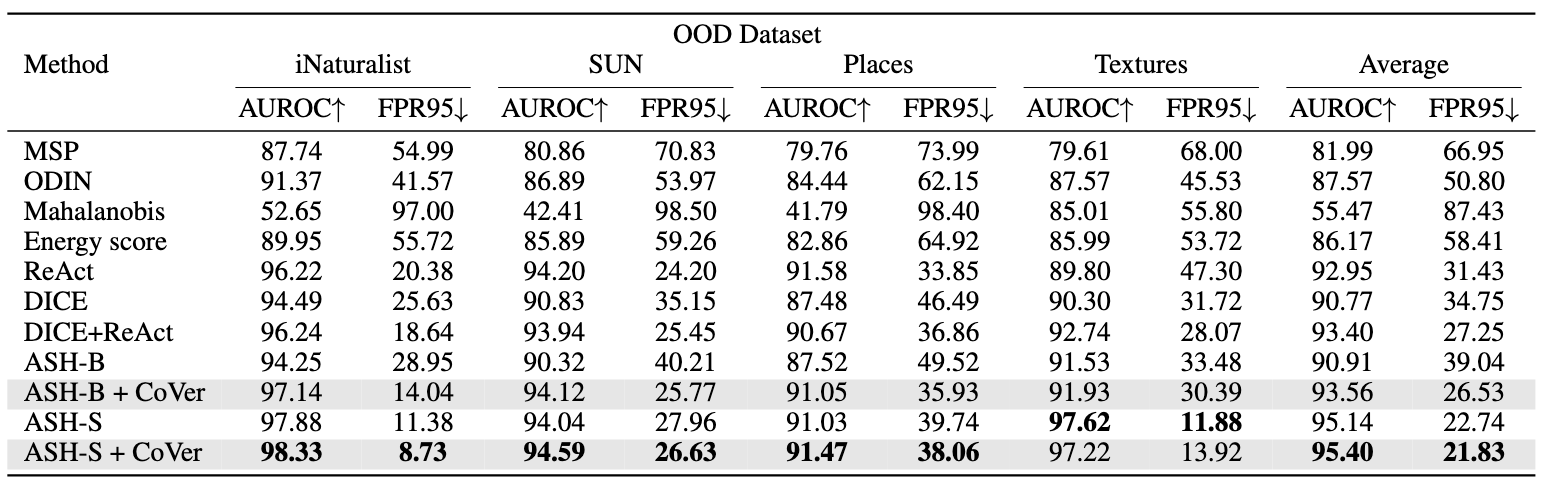 OOD Dataset
Method iNaturalist SUN Places Textures Average
AUROC↑ FPR95↓ AUROC↑ FPR95↓ AUROC↑ FPR95↓ AUROC↑ FPR95↓ AUROC↑ FPR95↓
MSP 87.74 54.99 80.86 70.83 79.76 73.99 79.61 68.00 81.99 66.95
ODIN 91.37 41.57 86.89 53.97 84.44 62.15 87.57 45.53 87.57 50.80
Mahalanobis 52.65 97.00 42.41 98.50 41.79 98.40 85.01 55.80 55.47 87.43
Energy score 89.95 55.72 85.89 59.26 82.86 64.92 85.99 53.72 86.17 58.41
ReAct 96.22 20.38 94.20 24.20 91.58 33.85 89.80 47.30 92.95 31.43
DICE 94.49 25.63 90.83 35.15 87.48 46.49 90.30 31.72 90.77 34.75
DICE+ReAct 96.24 18.64 93.94 25.45 90.67 36.86 92.74 28.07 93.40 27.25
ASH-B 94.25 28.95 90.32 40.21 87.52 49.52 91.53 33.48 90.91 39.04
ASH-B + CoVer 97.14 14.04 94.12 25.77 91.05 35.93 91.93 30.39 93.56 26.53
ASH-S 97.88 11.38 94.04 27.96 91.03 39.74 97.62 11.88 95.14 22.74
ASH-S + CoVer 98.33 8.73 94.59 26.63 91.47 38.06 97.22 13.92 95.40 21.83